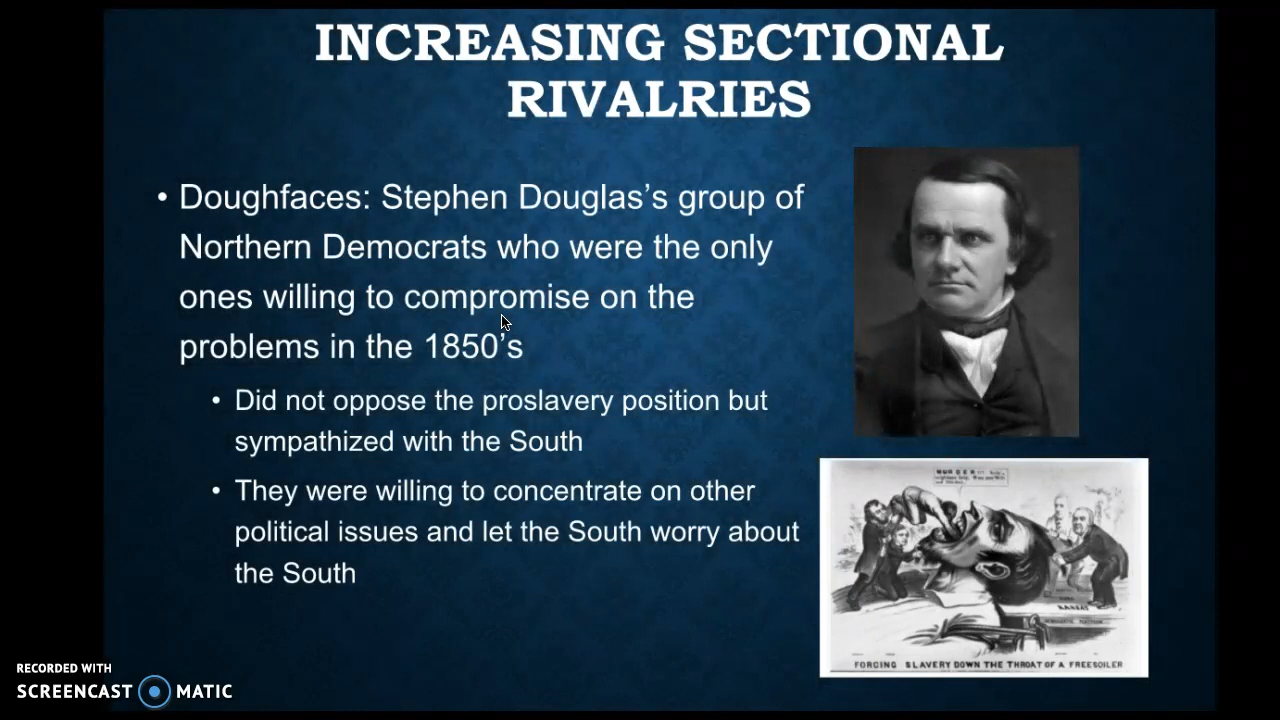 INCREASING SECTIONAL
RIVALRIES
• Doughfaces: Stephen Douglas’s group of
Northern Democrats who were the only
ones willing to compromise on the
problems in the 1850’s
• Did not oppose the proslavery position but
sympathized with the South
• They were willing to concentrate on other
political issues and let the South worry about
the South
MURDER
KANSAS
FORCING SLAVERY DOWN THE THROAT OF A FREESOILER
RECORDED WITH
SCREENCAST MATIC